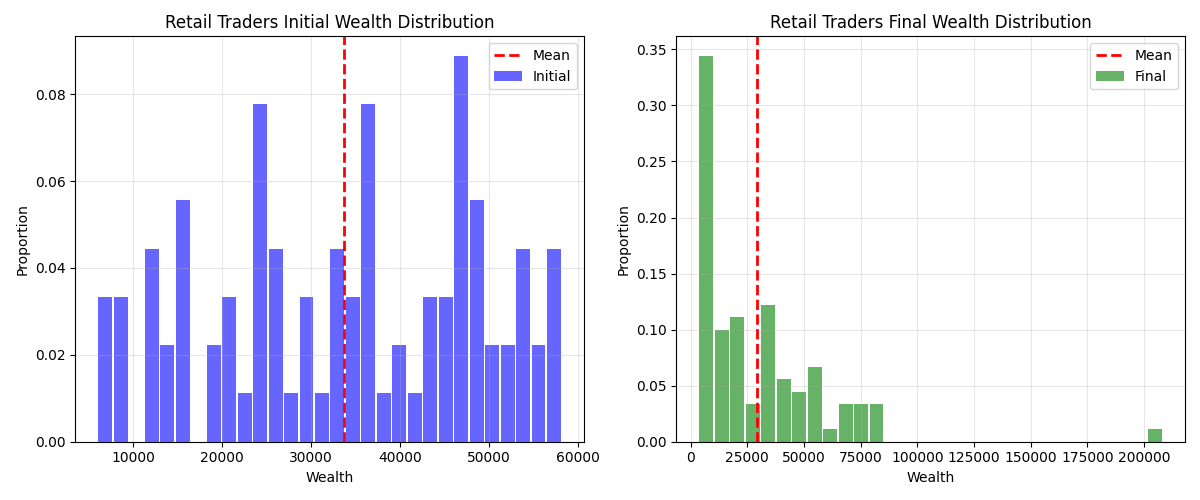 Retail Traders Initial Wealth Distribution
Mean
Initial
0.08
0.06
0.04
0.02
0.00
Proportion
10000 20000 30000 40000 50000 60000
Wealth
Retail Traders Final Wealth Distribution
Mean
Final
0.35
0.30
0.25
0.20
0.15
0.10
0.05
0.00
Proportion
0 25000 50000 75000 100000 125000 150000 175000 200000
Wealth